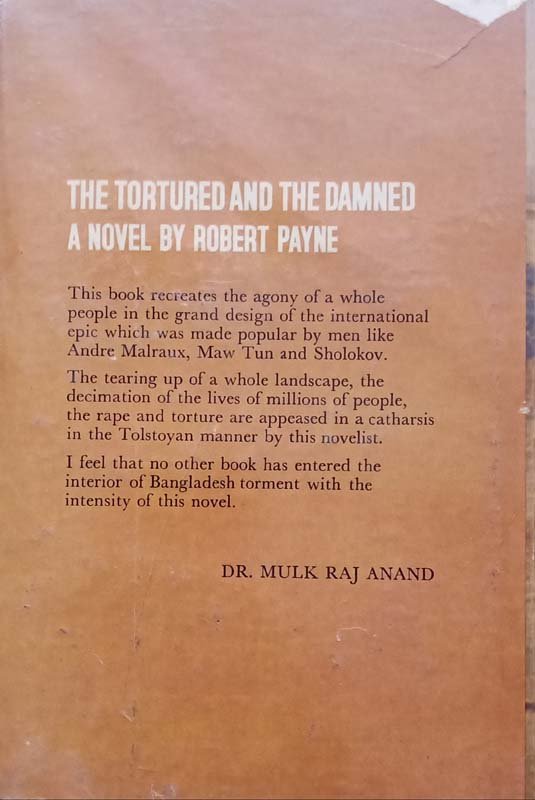 THE TORTURED AND THE DAMNED
A NOVEL BY ROBERT PAYNE
This book recreates the agony of a whole
people in the grand design of the international
epic which was made popular by men like
Andre Malraux, Maw Tun and Sholokov.
The tearing up of a whole landscape, the
decimation of the lives of millions of people,
the rape and torture are appeased in a catharsis
in the Tolstoyan manner by this novelist.
I feel that no other book has entered the
interior of Bangladesh torment with the
intensity of this novel.
DR. MULK RAJ ANAND